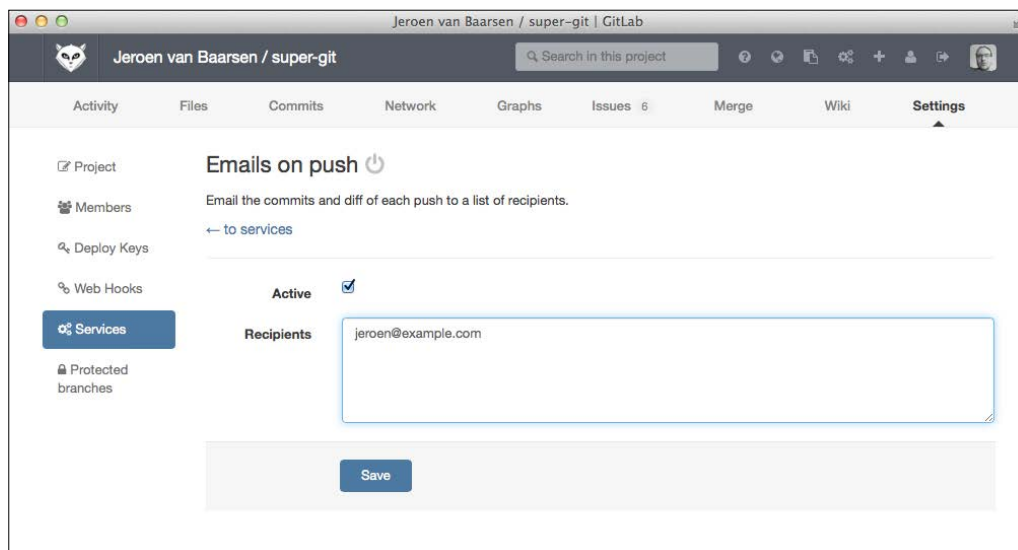 Jeroen van Baarsen / super-git | GitLab
Jeroen van Baarsen / super-git
Search in this project
Activity Files Commits Network Graphs Issues 6 Merge Wiki Settings
Project
Members
Deploy Keys
Web Hooks
Services
Protected
branches
Emails on push
Email the commits and diff of each push to a list of recipients.
← to services
Active
Recipients jeroen@example.com
Save